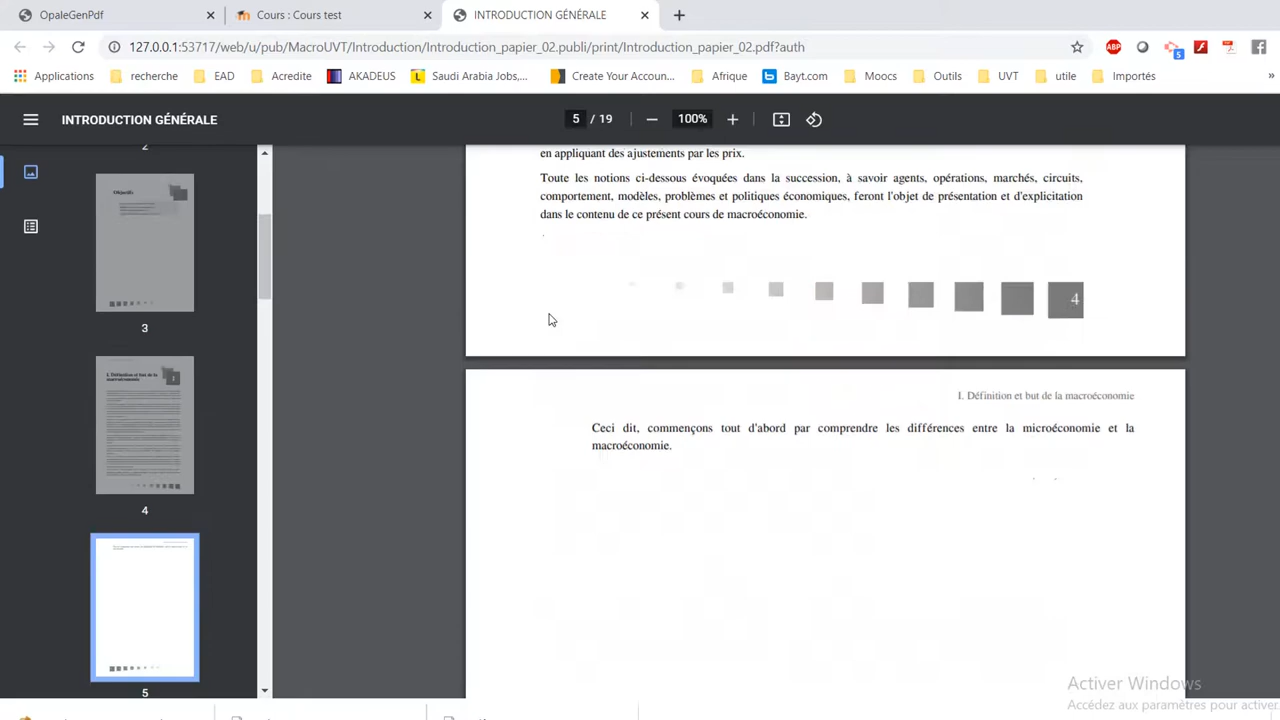 OpaleGenPdf
Cours : Cours test
INTRODUCTION GÉNÉRALE
127.0.0.1:53717/web/u/pub/MacroUVT/Introduction/Introduction_papier_02.publi/print/Introduction_papier_02.pdf?auth
ABP
5
Applications
recherche
EAD
Acredite
AKADEUS
Saudi Arabia Jobs,...
Create Your Accoun...
Afrique
Bayt.com
Moocs
Outils
UVT
utile
Importés
»
INTRODUCTION GÉNÉRALE
5 / 19
100%
2
3
4
5
en appliquant des ajustements par les prix.
Toute les notions ci-dessous évoquées dans la succession, à savoir agents, opérations, marchés, circuits,
comportement, modèles, problèmes et politiques économiques, feront l'objet de présentation et d'explicitation
dans le contenu de ce présent cours de macroéconomie.
4
I. Définition et but de la macroéconomie
Ceci dit, commençons tout d'abord par comprendre les différences entre la microéconomie et la
macroéconomie.
Activer Windows
Accédez aux paramètres pour activer